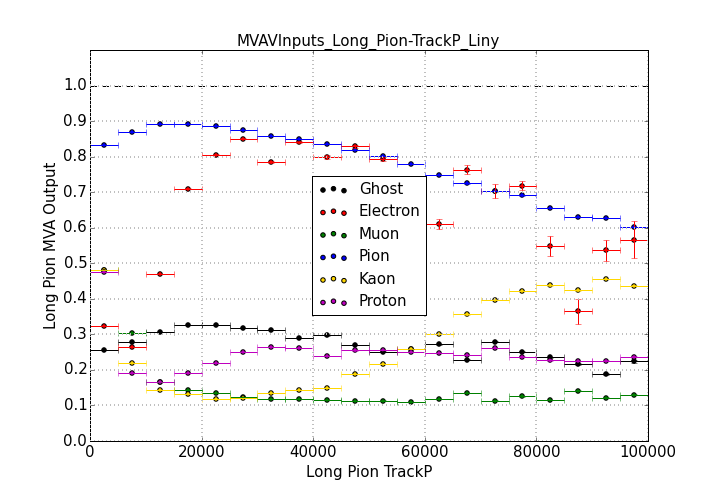 MVAVInputs_Long_Pion-TrackP_Liny
Long Pion MVA Output
1.0
0.9
0.8
0.7
0.6
0.5
0.4
0.3
0.2
0.1
0.0
Ghost
Electron
Muon
Pion
Kaon
Proton
0 20000 40000 60000 80000 100000
Long Pion TrackP